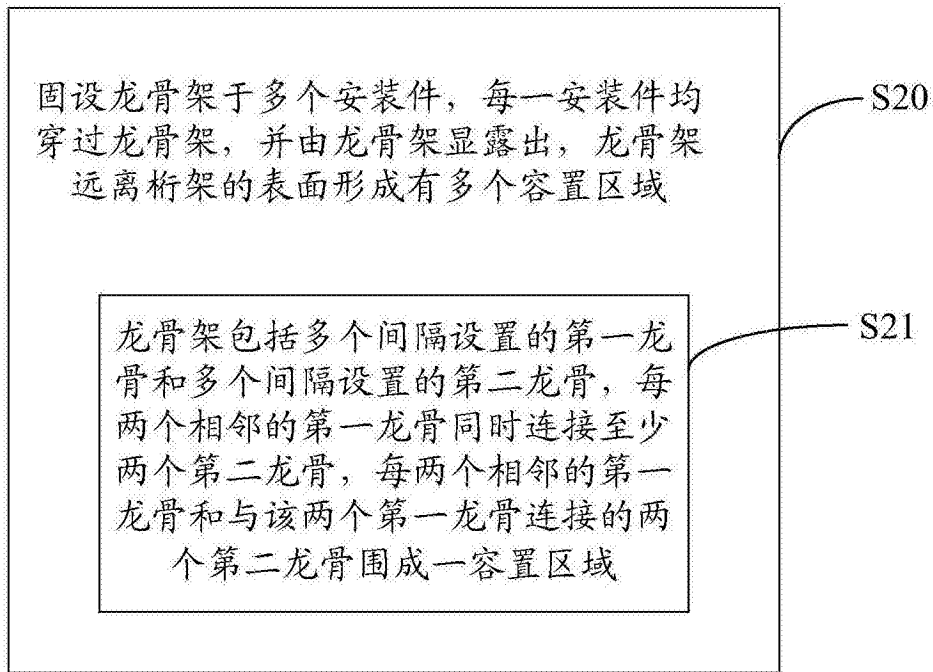 固设龙骨架于多个安装件，每一安装件均
穿过龙骨架，并由龙骨架显露出，龙骨架
远离桁架的表面形成有多个容置区域
S20
龙骨架包括多个间隔设置的第一龙
骨和多个间隔设置的第二龙骨，每
两个相邻的第一龙骨同时连接至少
两个第二龙骨，每两个相邻的第一
龙骨和与该两个第一龙骨连接的两
个第二龙骨围成一容置区域
S21